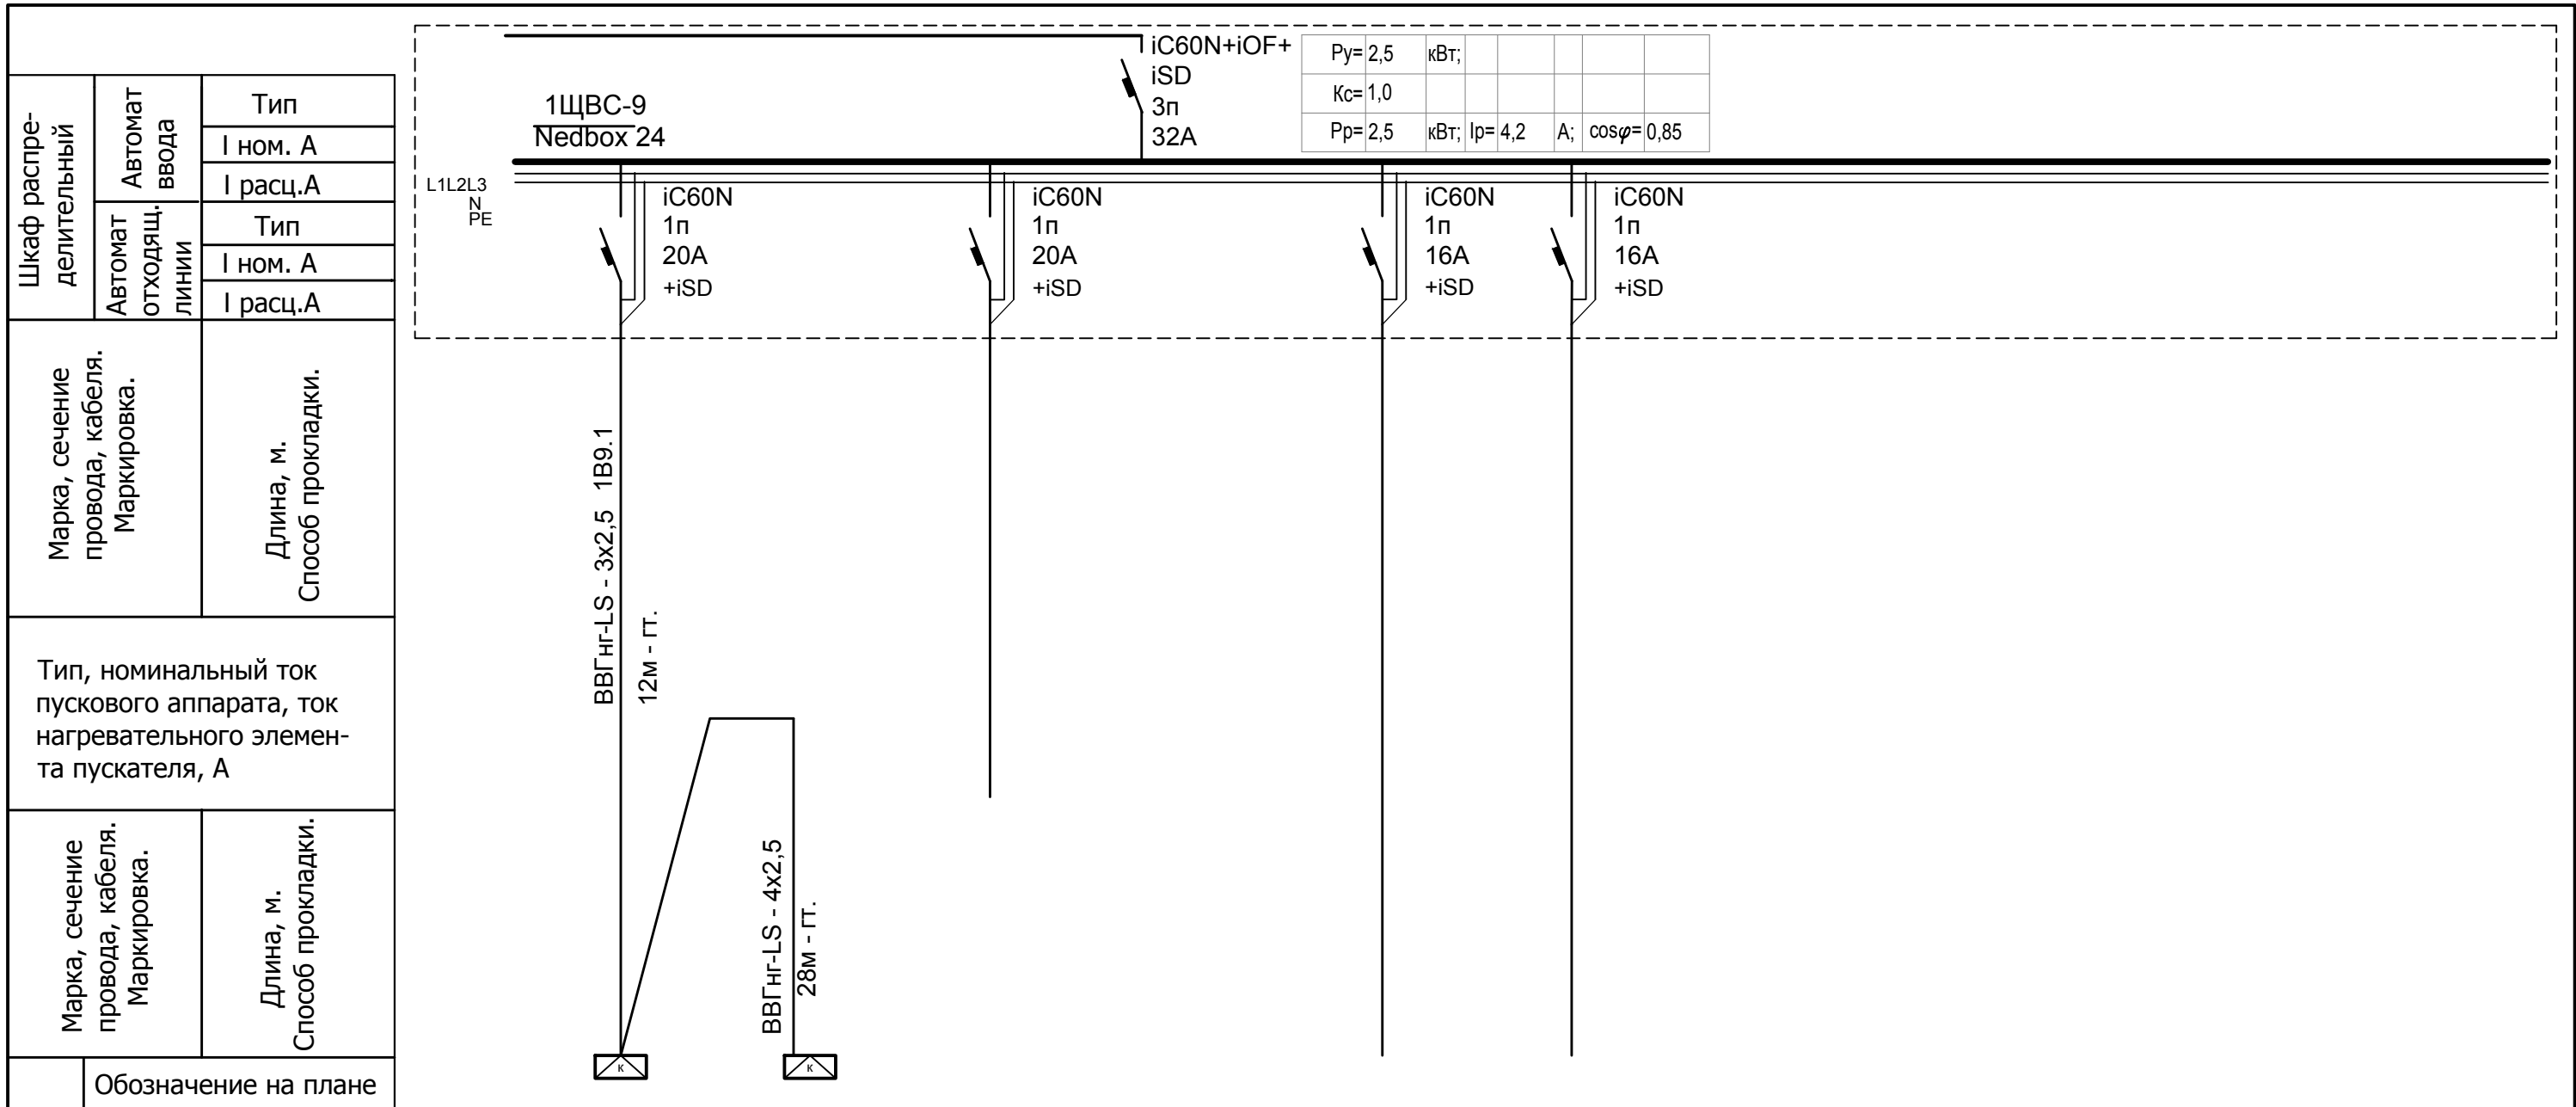 Шкаф распре-
делительный
Автомат
ввода
Тип
I ном. А
I расц.А
Автомат
отходящ.
линии
Тип
I ном. А
I расц.А
Марка, сечение
провода, кабеля.
Маркировка.
Длина, м.
Способ прокладки.
Тип, номинальный ток
пускового аппарата, ток
нагревательного элемен-
та пускателя, А
Марка, сечение
провода, кабеля.
Маркировка.
Длина, м.
Способ прокладки.
Обозначение на плане
1ЩВС-9
Nedbox 24
iC60N+iOF+
iSD
3п
32А
Ру= 2,5 кВт;
Кс= 1,0
Рр= 2,5 кВт; Iр= 4,2 А; cosφ= 0,85
L1L2L3
N
PE
iC60N
1п
20А
+iSD
iC60N
1п
20А
+iSD
iC60N
1п
16А
+iSD
iC60N
1п
16А
+iSD
ВВГнг-LS - 3х2,5 1В9.1
12м - гт.
ВВГнг-LS - 4х2,5
28м - гт.
К
К